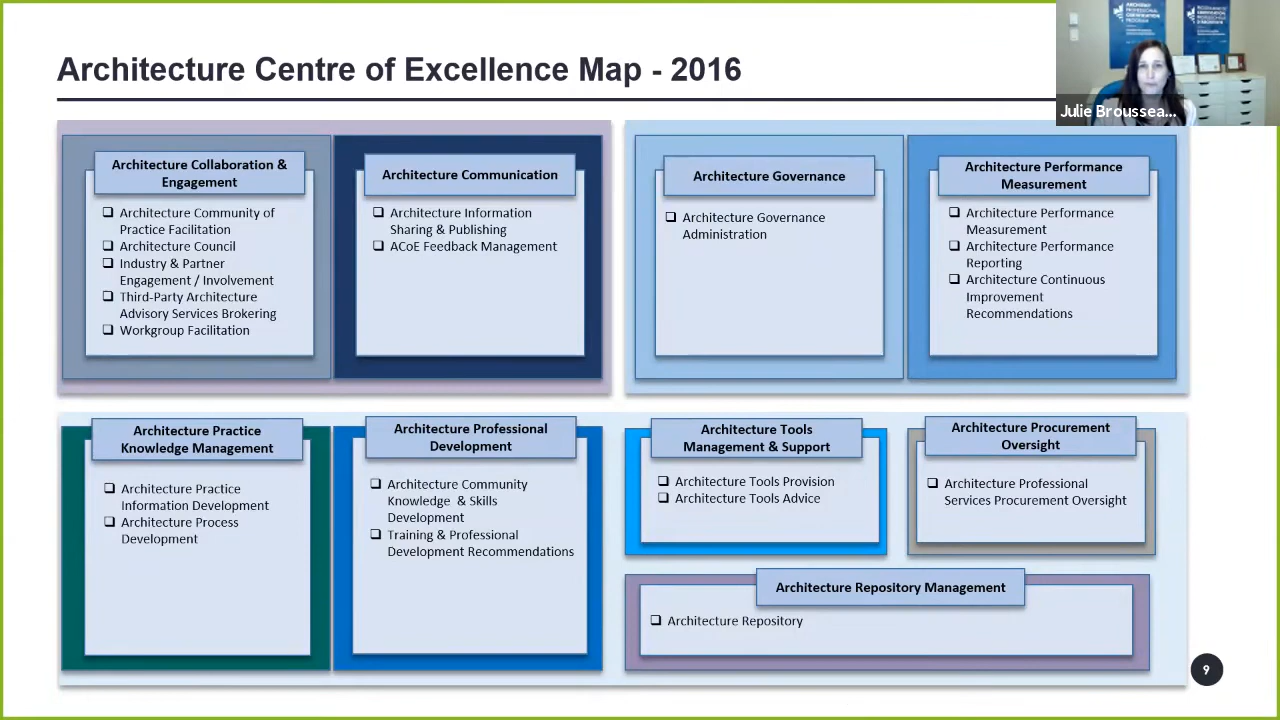 Architecture Centre of Excellence Map - 2016
Julie Broussea...
Architecture Collaboration &
Engagement
❑ Architecture Community of
Practice Facilitation
❑ Architecture Council
❑ Industry & Partner
Engagement / Involvement
❑ Third-Party Architecture
Advisory Services Brokering
❑ Workgroup Facilitation
Architecture Communication
❑ Architecture Information
Sharing & Publishing
❑ ACoE Feedback Management
Architecture Governance
❑ Architecture Governance
Administration
Architecture Performance
Measurement
❑ Architecture Performance
Measurement
❑ Architecture Performance
Reporting
❑ Architecture Continuous
Improvement
Recommendations
Architecture Practice
Knowledge Management
❑ Architecture Practice
Information Development
❑ Architecture Process
Development
Architecture Professional
Development
❑ Architecture Community
Knowledge & Skills
Development
❑ Training & Professional
Development Recommendations
Architecture Tools
Management & Support
❑ Architecture Tools Provision
❑ Architecture Tools Advice
Architecture Procurement
Oversight
❑ Architecture Professional
Services Procurement Oversight
Architecture Repository Management
❑ Architecture Repository
9